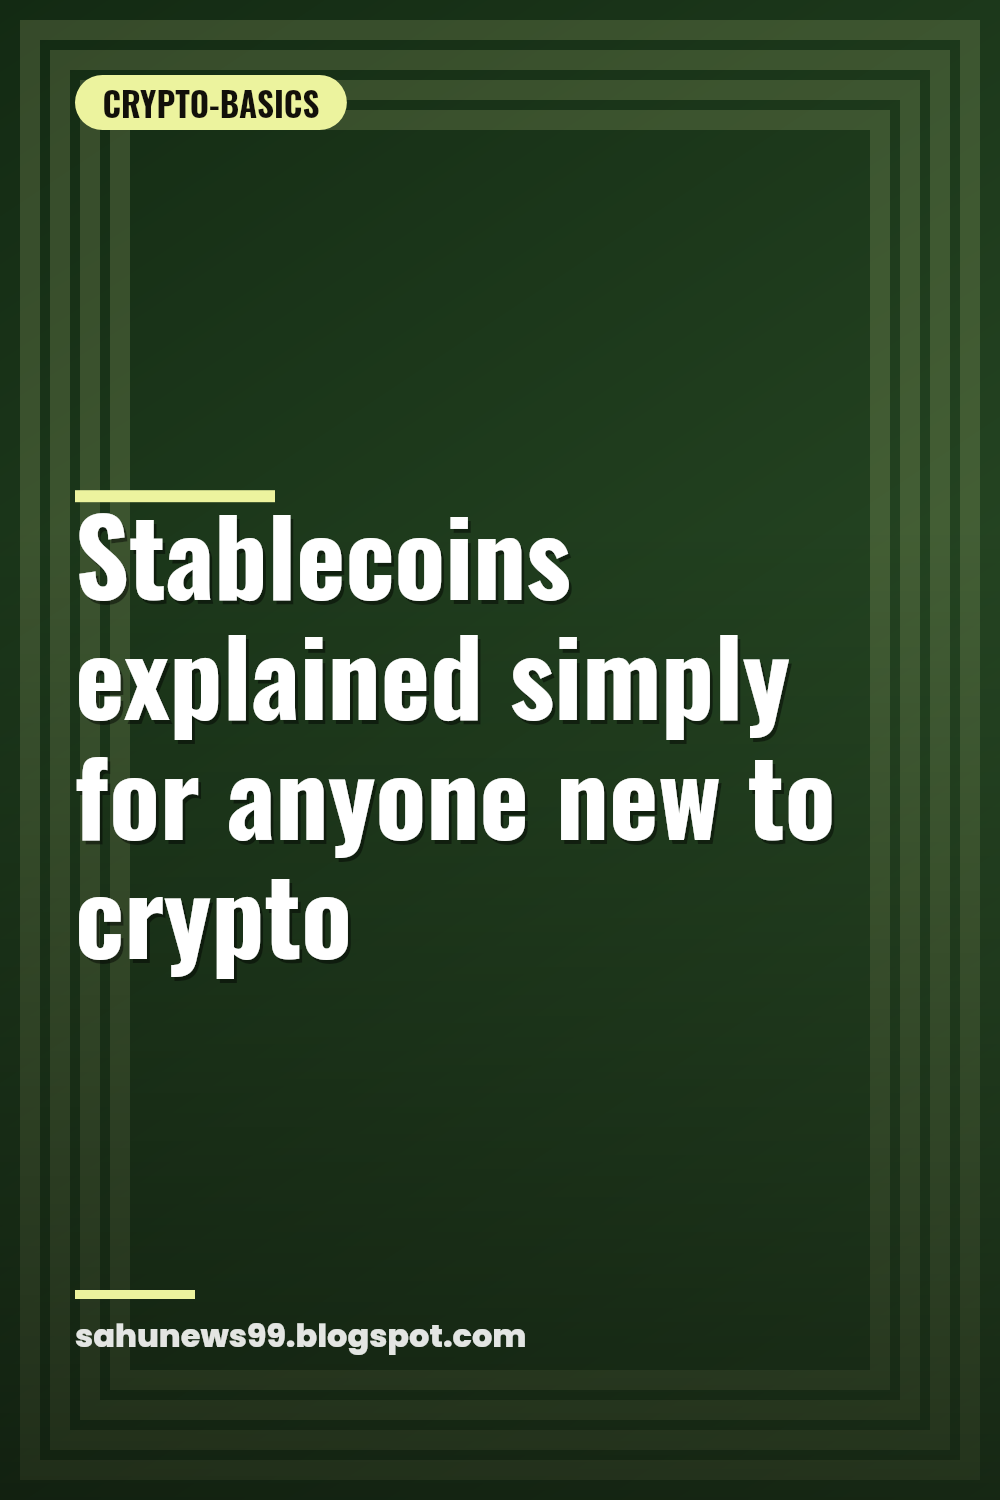 CRYPTO-BASICS
Stablecoins
explained simply
for anyone new to
crypto
sahunews99.blogspot.com